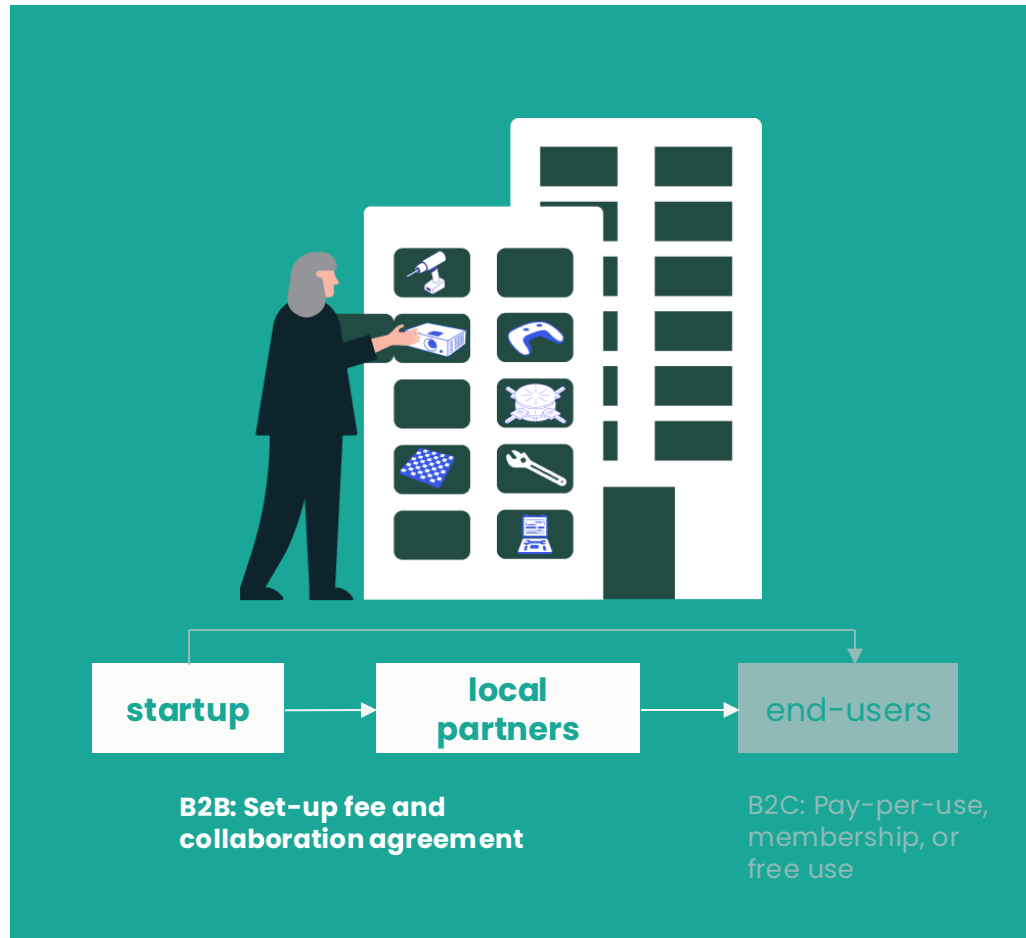 startup
local
partners
end-users
B2B: Set-up fee and
collaboration agreement
B2C: Pay-per-use,
membership, or
free use